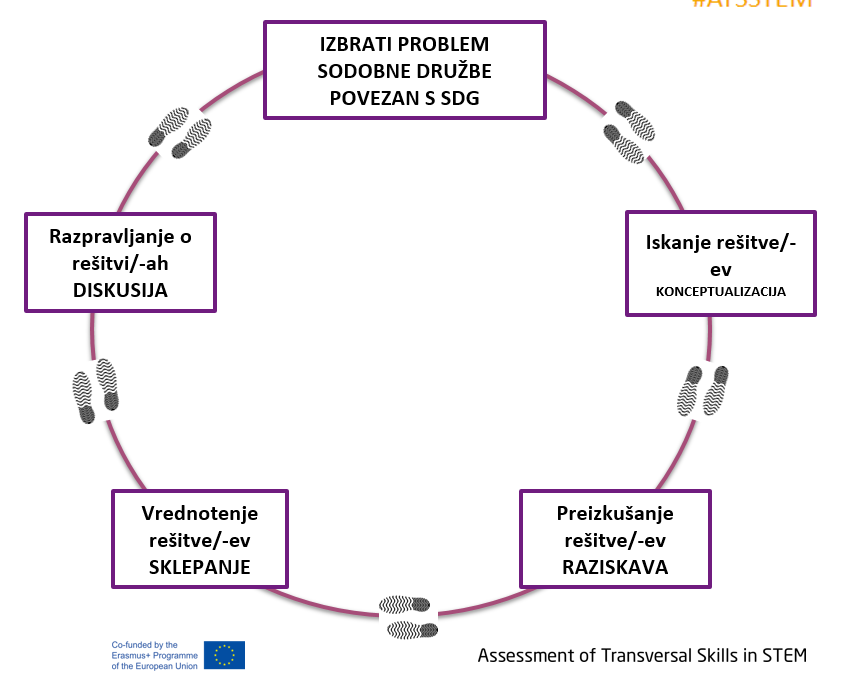 #ATSSTEM
IZBRATI PROBLEM
SODOBNE DRUŽBE
POVEZAN S SDG
Razpravljanje o
rešitvi/-ah
DISKUSIJA
Iskanje rešitve/-
ev
KONCEPTUALIZACIJA
Vrednotenje
rešitve/-ev
SKLEPANJE
Preizkušanje
rešitve/-ev
RAZISKAVA
Co-funded by the
Erasmus+ Programme
of the European Union
Assessment of Transversal Skills in STEM